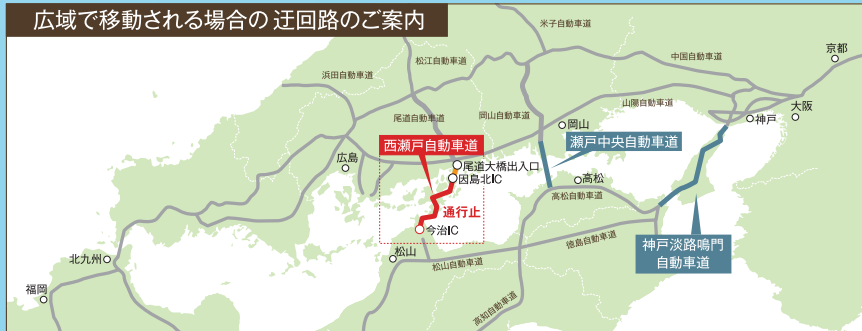 広域で移動される場合の 迂回路のご案内
米子自動車道
京都
松江自動車道
中国自動車道
浜田自動車道
尾道自動車道
岡山自動車道
山陽自動車道
大阪
神戸
岡山
西瀬戸自動車道
瀬戸中央自動車道
広島
尾道大橋出入口
因島北IC
高松
高松自動車道
通行止
今治IC
徳島自動車道
神戸淡路鳴門
自動車道
松山
松山自動車道
北九州
高知自動車道
福岡